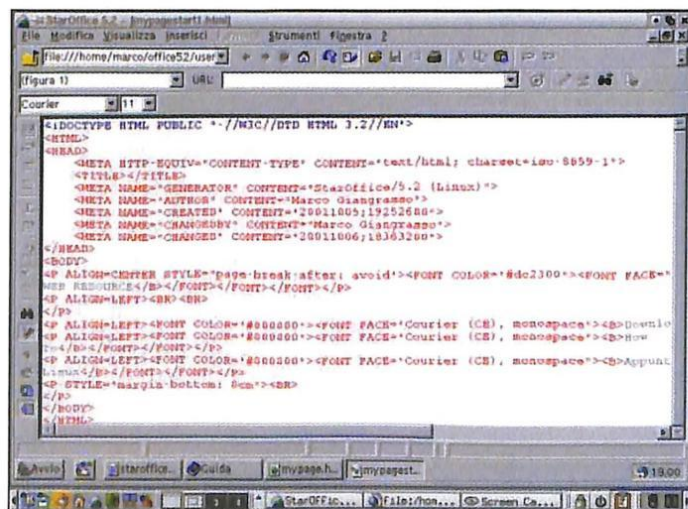 StarOffice 5.2 - [mypagestart1.html]
File Modifica Visualizza Inserisci Strumenti Finestra ?
file:///home/marco/office52/user
(figura 1) URL:
Courier 11
<!DOCTYPE HTML PUBLIC "-//W3C//DTD HTML 3.2//EN">
<HTML>
<HEAD>
<META HTTP-EQUIV="CONTENT-TYPE" CONTENT="text/html; charset=iso-8859-1">
<TITLE></TITLE>
<META NAME="GENERATOR" CONTENT="StarOffice/5.2 (Linux)">
<META NAME="AUTHOR" CONTENT="Marco Giangrasso">
<META NAME="CREATED" CONTENT="20011005;19252600">
<META NAME="CHANGEDBY" CONTENT="Marco Giangrasso">
<META NAME="CHANGED" CONTENT="20011006;18363200">
</HEAD>
<BODY>
<P ALIGN=CENTER STYLE="page-break-after: avoid"><FONT COLOR="#dc2300"><FONT FACE="
WEB RESOURCE</B></FONT></FONT></FONT></P>
<P ALIGN=LEFT><BR><BR>
</P>
<P ALIGN=LEFT><FONT COLOR="#000000"><FONT FACE="Courier (CE), monospace"><B>Downlo
<P ALIGN=LEFT><FONT COLOR="#000000"><FONT FACE="Courier (CE), monospace"><B>How
To</B></FONT></FONT></P>
<P ALIGN=LEFT><FONT COLOR="#000000"><FONT FACE="Courier (CE), monospace"><B>Appunt
Linux</B></FONT></FONT></P>
<P STYLE="margin-bottom: 0cm"><BR>
</P>
</BODY>
</HTML>
Avvio staroffice... Guida mypage.h... mypagest... 19.00
StarOffic... file:/hom... Screen Ca...